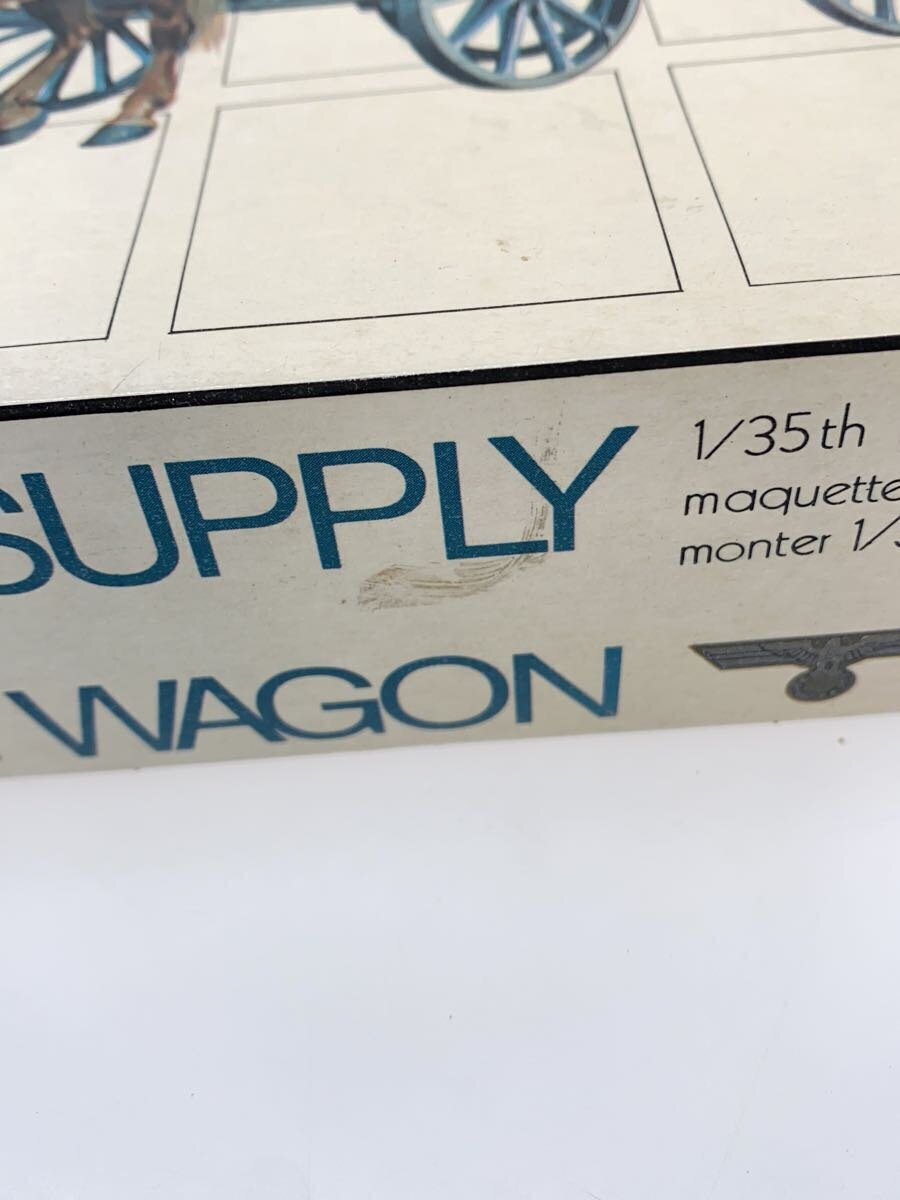 SUPPLY
WAGON
1/35th
maquette
monter 1/